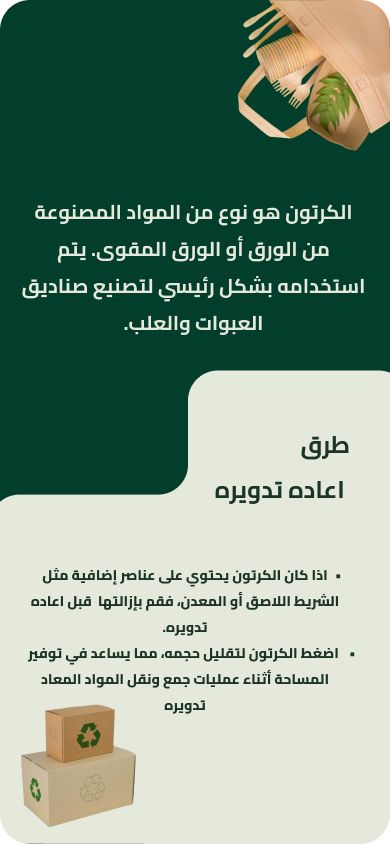 الكرتون هو نوع من المواد المصنوعة
من الورق أو الورق المقوى. يتم
استخدامه بشكل رئيسي لتصنيع صناديق
العبوات والعلب.
طرق
اعاده تدويره
• اذا كان الكرتون يحتوي على عناصر إضافية مثل
الشريط اللاصق أو المعدن، فقم بإزالتها قبل اعاده
تدويره.
• اضغط الكرتون لتقليل حجمه، مما يساعد في توفير
المساحة أثناء عمليات جمع ونقل المواد المعاد
تدويره